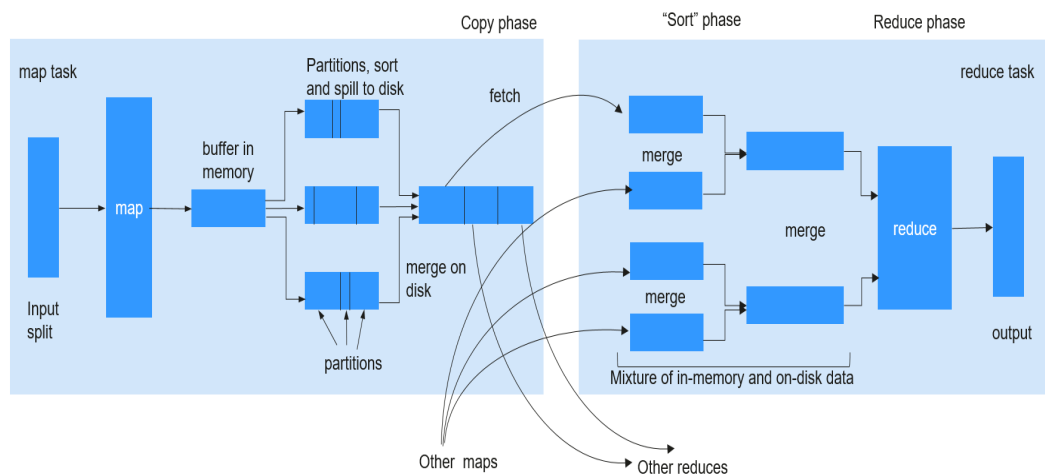 Copy phase
“Sort” phase
Reduce phase
map task
Partitions, sort
and spill to disk
fetch
reduce task
buffer in
memory
merge
map
merge
reduce
merge on
disk
merge
Input
split
partitions
output
Mixture of in-memory and on-disk data
Other maps
Other reduces